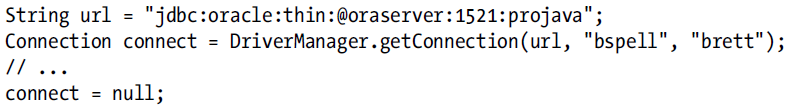 String url = "jdbc:oracle:thin:@oraserver:1521:projava";
Connection connect = DriverManager.getConnection(url, "bspell", "brett");
// ...
connect = null;